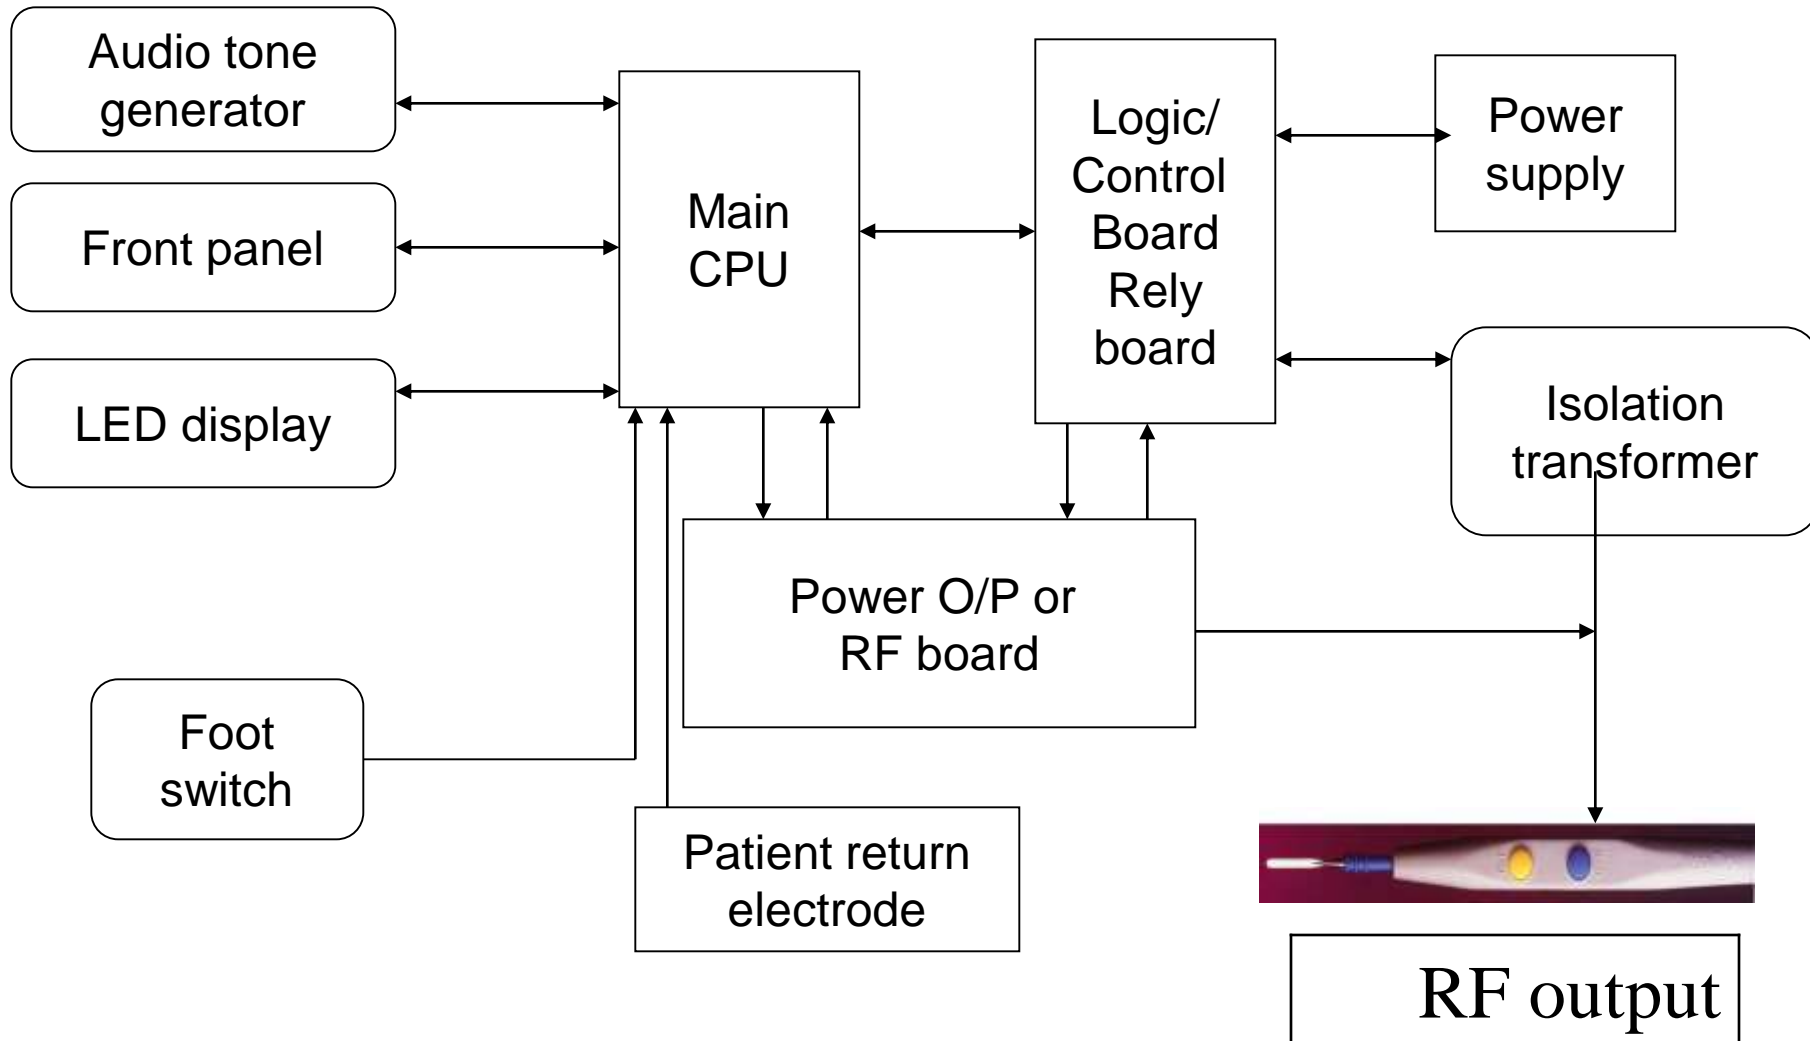 Audio tone
generator
Front panel
LED display
Main
CPU
Logic/
Control
Board
Rely
board
Power
supply
Isolation
transformer
Power O/P or
RF board
Foot
switch
Patient return
electrode
RF output